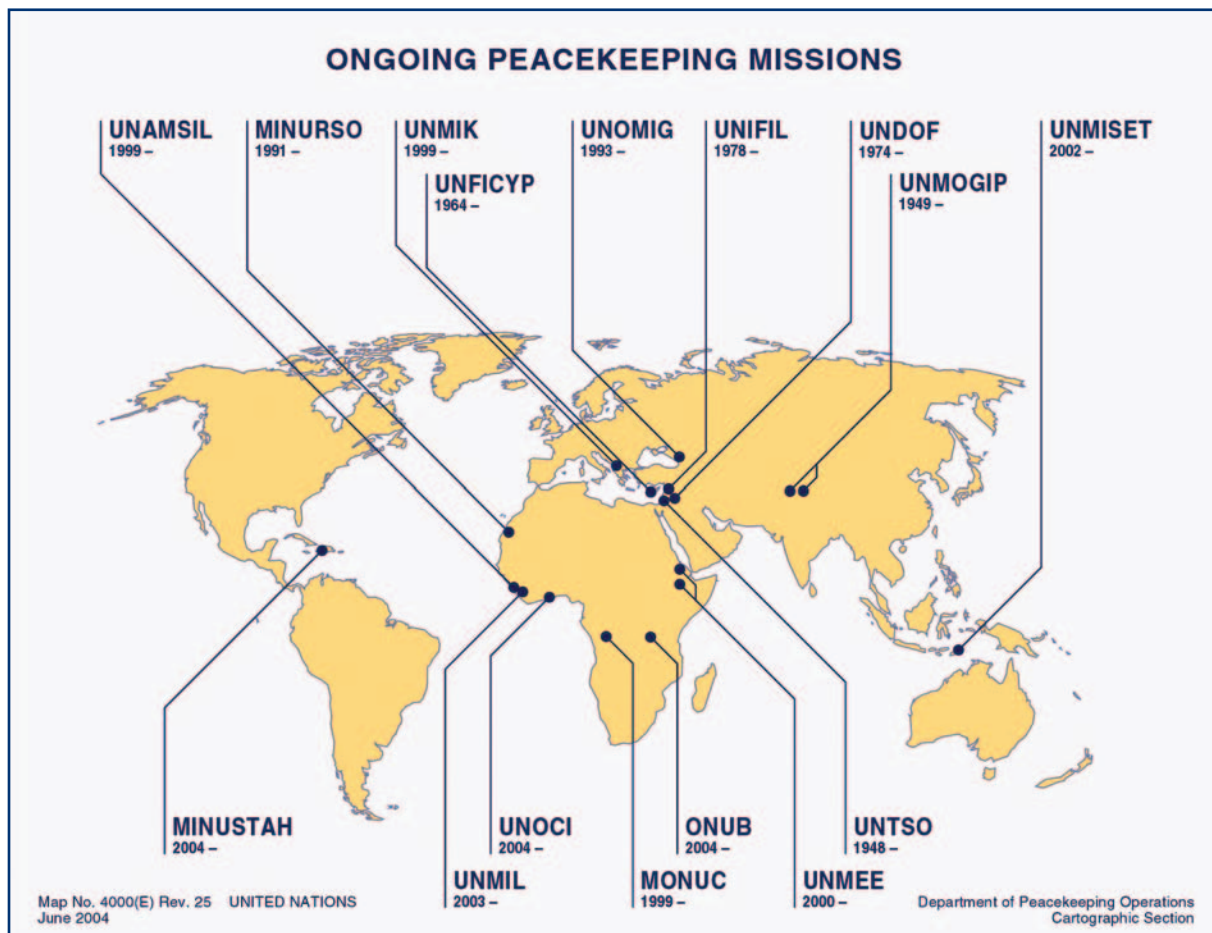 ONGOING PEACEKEEPING MISSIONS
UNAMSIL
1999 –
MINURSO
1991 –
UNMIK
1999 –
UNFICYP
1964 –
UNOMIG
1993 –
UNIFIL
1978 –
UNDOF
1974 –
UNMOGIP
1949 –
UNMISET
2002 –
MINUSTAH
2004 –
UNMIL
2003 –
UNOCI
2004 –
MONUC
1999 –
ONUB
2004 –
UNMEE
2000 –
UNTSO
1948 –
Map No. 4000(E) Rev. 25 UNITED NATIONS
June 2004
Department of Peacekeeping Operations
Cartographic Section